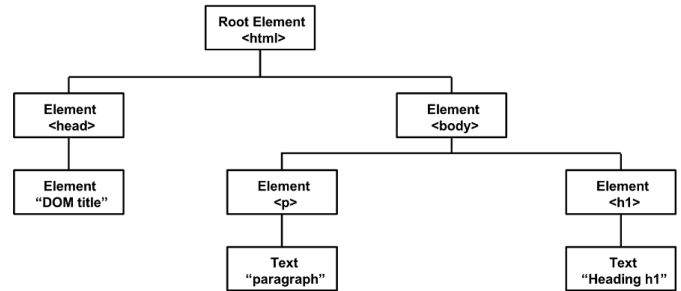 Root Element
<html>
Element
<head>
Element
<body>
Element
“DOM title”
Element
<p>
Element
<h1>
Text
“paragraph”
Text
“Heading h1”